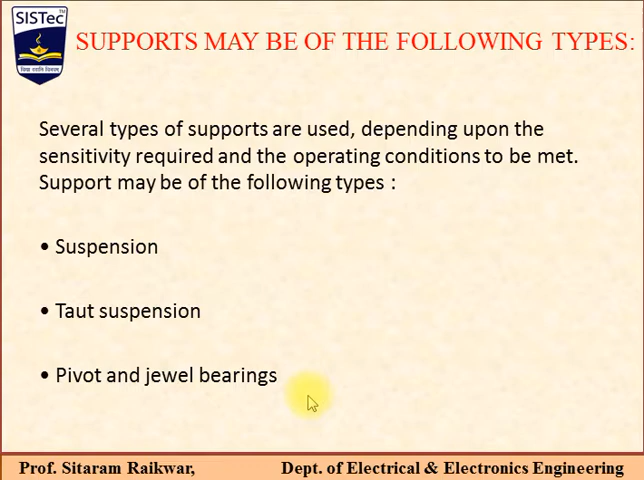 SISTec
TM
SUPPORTS MAY BE OF THE FOLLOWING TYPES:
Several types of supports are used, depending upon the
sensitivity required and the operating conditions to be met.
Support may be of the following types :
• Suspension
• Taut suspension
• Pivot and jewel bearings
Prof. Sitaram Raikwar, Dept. of Electrical & Electronics Engineering